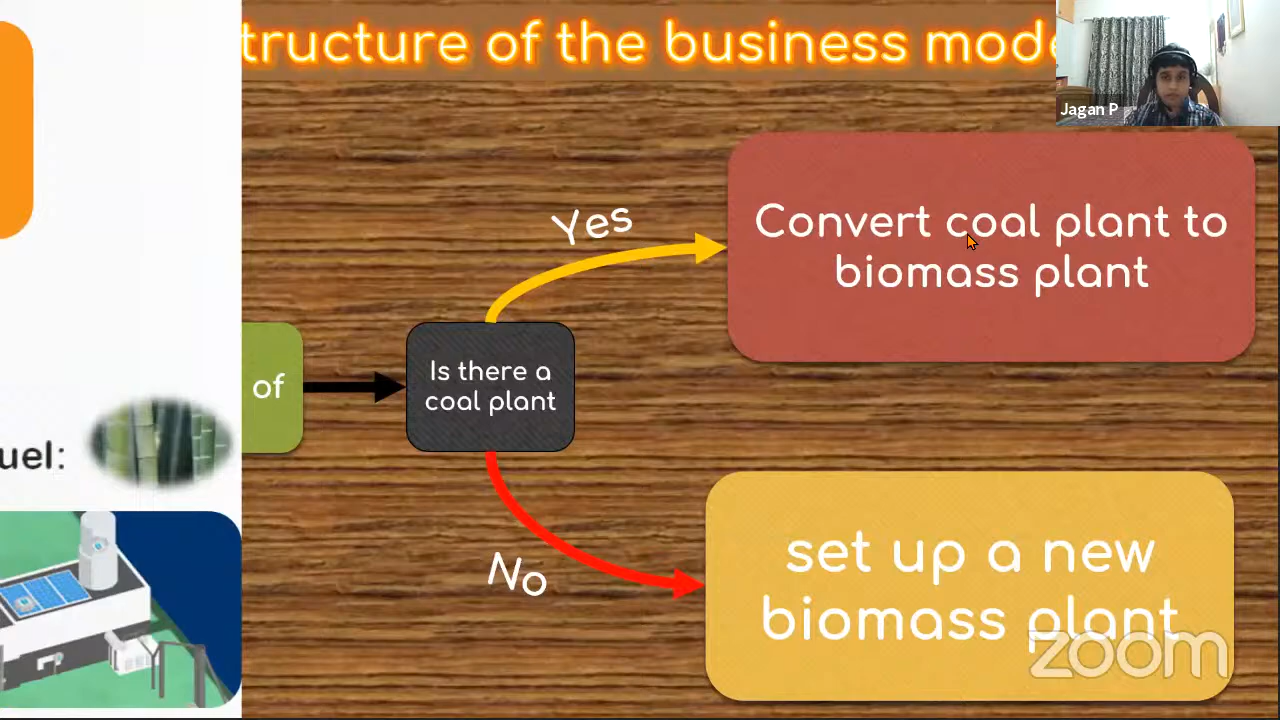 tructure of the business mode
Jagan P
Convert coal plant to
biomass plant
Yes
of
Is there a
coal plant
uel:
No
set up a new
biomass plant
zoom